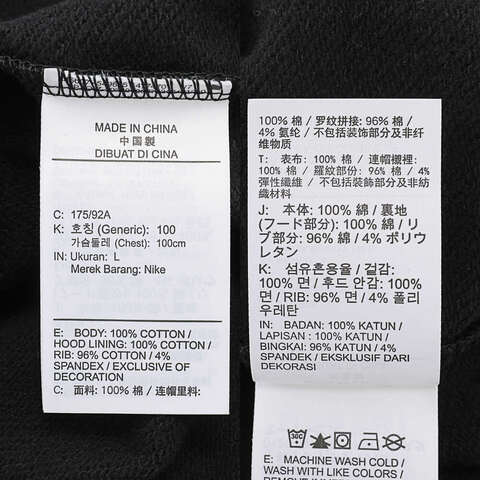 MADE IN CHINA
中国製
DIBUAT DI CINA
C: 175/92A
K: 호칭 (Generic): 100
가슴둘레 (Chest): 100cm
IN: Ukuran: L
Merek Barang: Nike
E: BODY: 100% COTTON /
HOOD LINING: 100% COTTON
/ RIB: 96% COTTON / 4%
SPANDEX / EXCLUSIVE OF
DECORATION
C: 面料: 100% 棉 / 连帽里料:
100% 棉 / 罗纹拼接: 96% 棉 /
4% 氨纶 / 不包括装饰部分及非纤
维物质
T: 表布: 100% 棉 / 連帽襯裡:
100% 棉 / 羅紋部份: 96% 棉 / 4%
彈性纖維 / 不包括裝飾部分及非紡
織材料
J: 本体: 100% 綿 / 裏地
(フード部分): 100% 綿 / リ
ブ部分: 96% 綿 / 4% ポリウ
レタン
K: 섬유혼용율 / 겉감:
100% 면 / 후드 안감: 100%
면 / RIB: 96% 면 / 4% 폴리
우레탄
IN: BADAN: 100% KATUN /
LAPISAN : 100% KATUN /
BINGKAI: 96% KATUN / 4%
SPANDEK / EKSKLUSIF DARI
DEKORASI
30C
E: MACHINE WASH COLD /
WASH WITH LIKE COLORS /